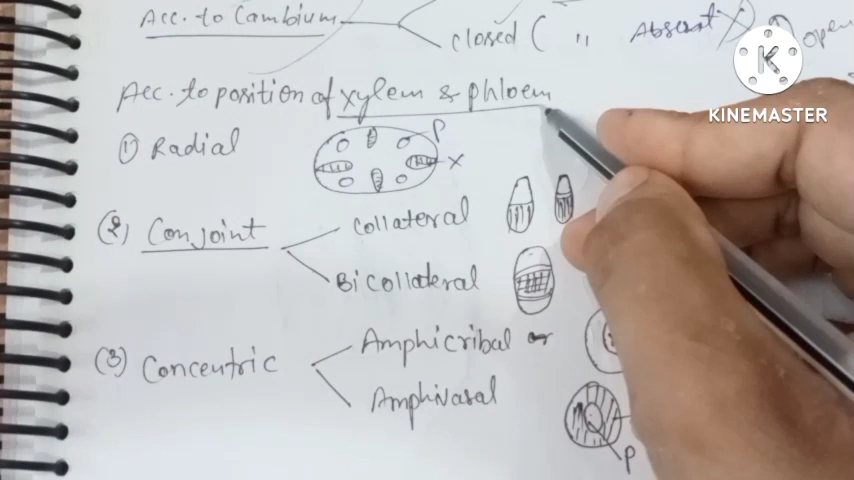 Acc. to Cambium
closed ( ,, Absent ) open
Acc. to position of xylem & phloem
(1) Radial P
X
(2) Conjoint Collateral
Bicollateral
(3) Concentric Amphicribal or
Amphivasal
P
K
KINEMASTER